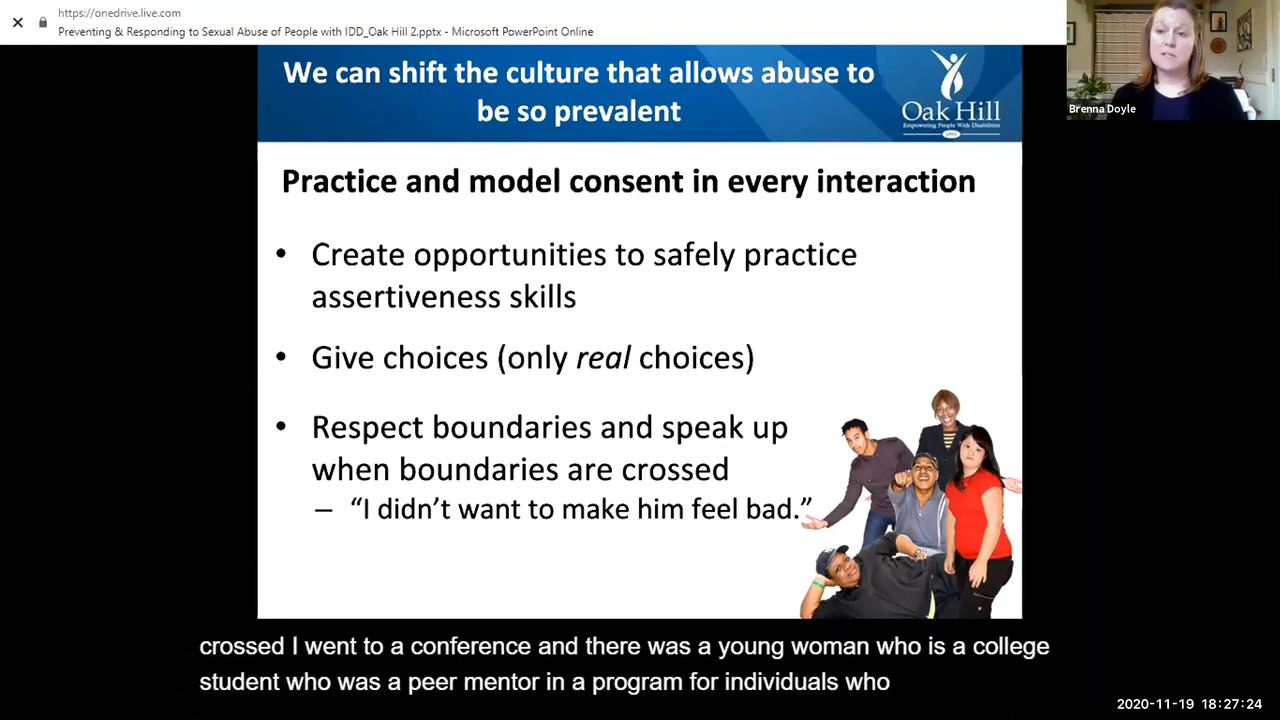 https://onedrive.live.com
Preventing & Responding to Sexual Abuse of People with IDD_Oak Hill 2.pptx - Microsoft PowerPoint Online
Brenna Doyle
We can shift the culture that allows abuse to
be so prevalent
Oak Hill
Empowering People With Disabilities
Practice and model consent in every interaction
• Create opportunities to safely practice
assertiveness skills
• Give choices (only real choices)
• Respect boundaries and speak up
when boundaries are crossed
– “I didn’t want to make him feel bad.”
crossed I went to a conference and there was a young woman who is a college
student who was a peer mentor in a program for individuals who
2020-11-19 18:27:24